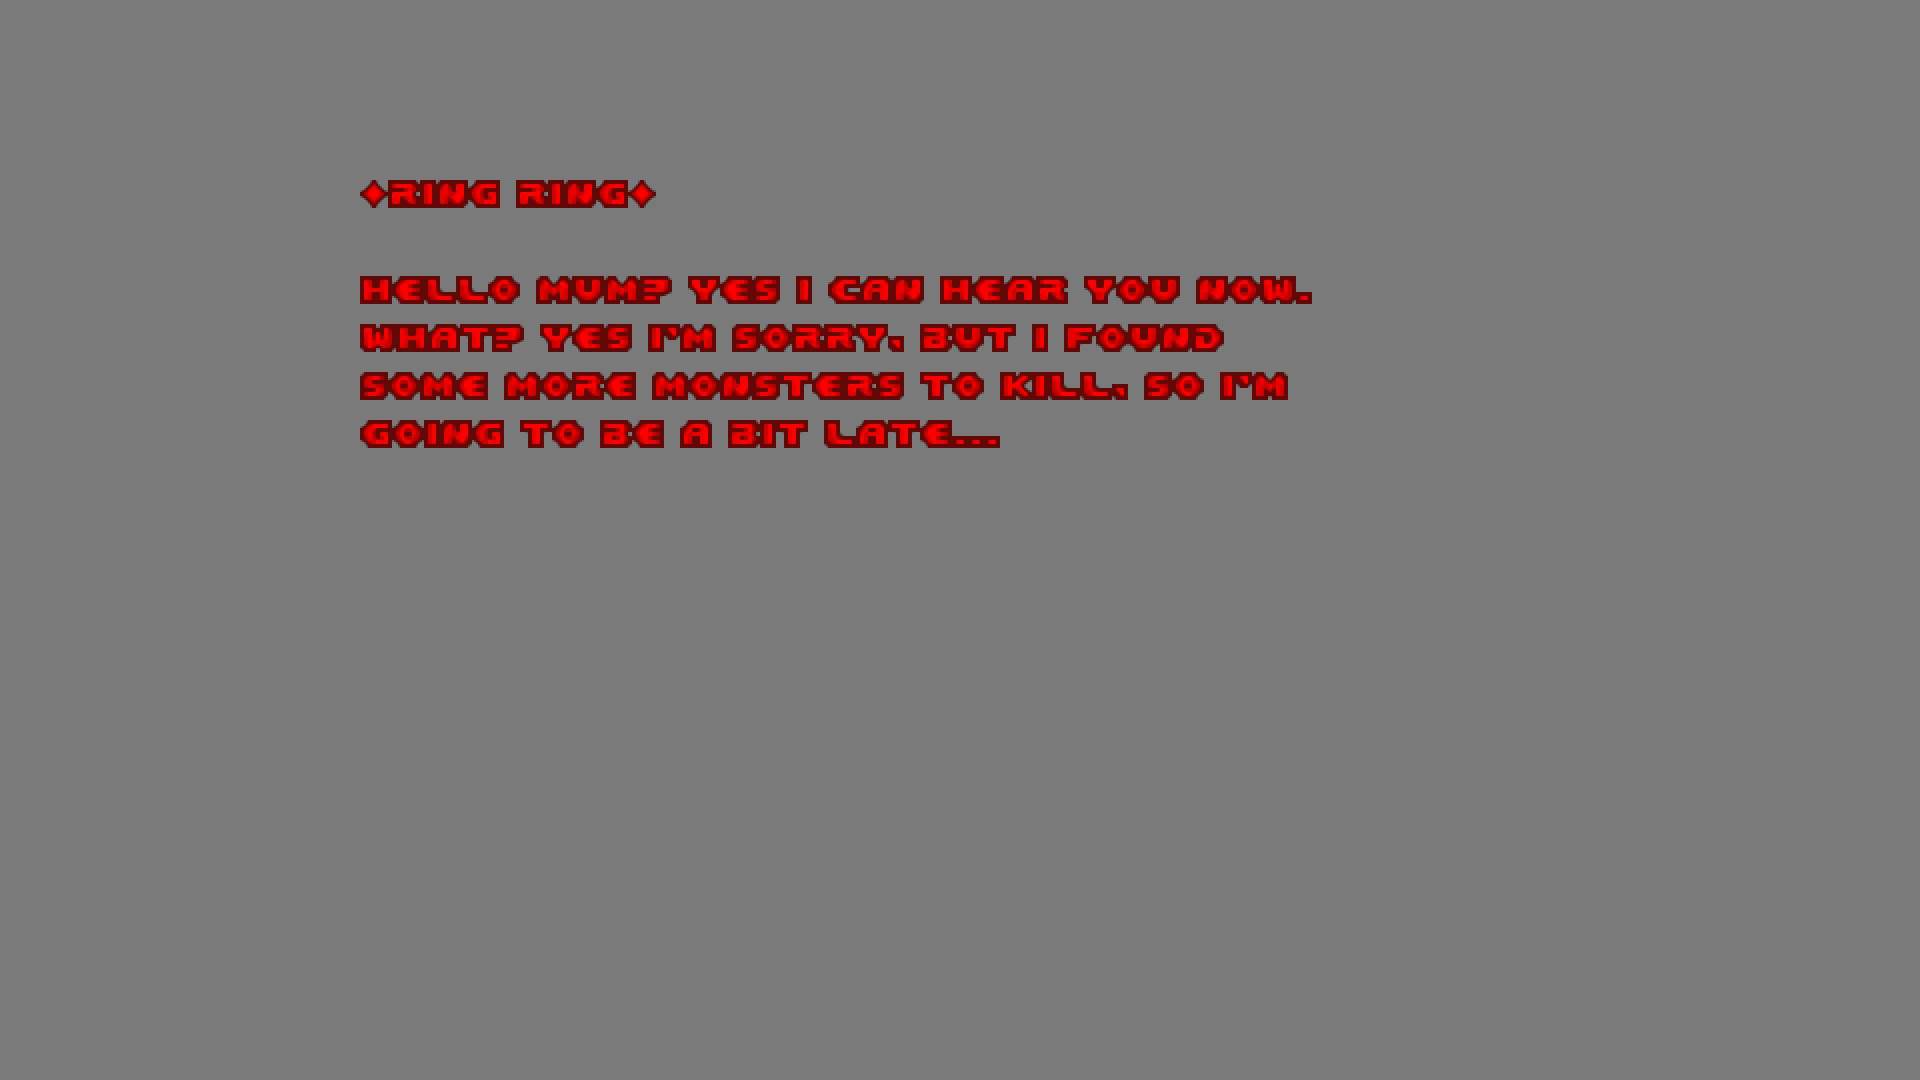 ♦RING RING♦
HELLO MUM? YES I CAN HEAR YOU NOW.
WHAT? YES I'M SORRY, BUT I FOUND
SOME MORE MONSTERS TO KILL, SO I'M
GOING TO BE A BIT LATE...